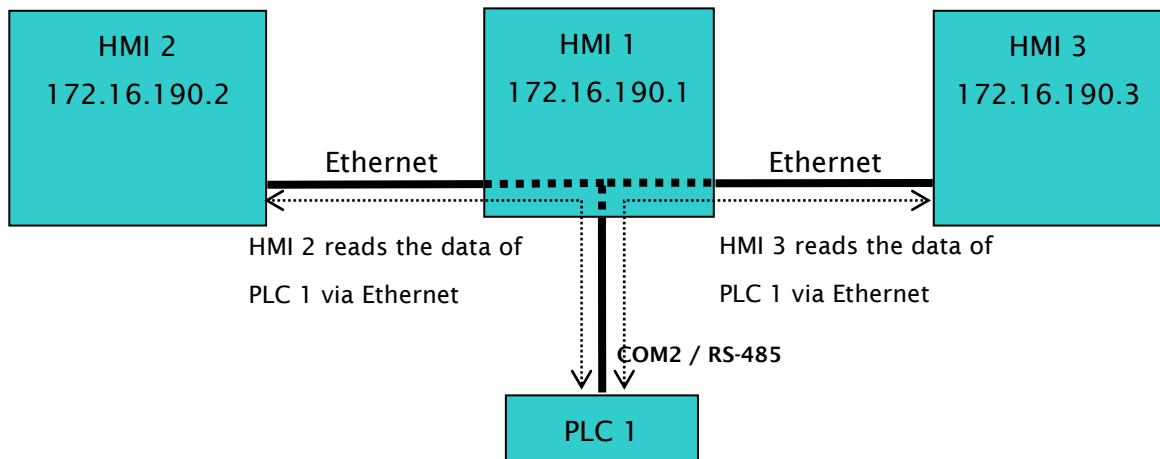 HMI 2
172.16.190.2
HMI 1
172.16.190.1
HMI 3
172.16.190.3
Ethernet
Ethernet
HMI 2 reads the data of
PLC 1 via Ethernet
HMI 3 reads the data of
PLC 1 via Ethernet
COM2 / RS-485
PLC 1